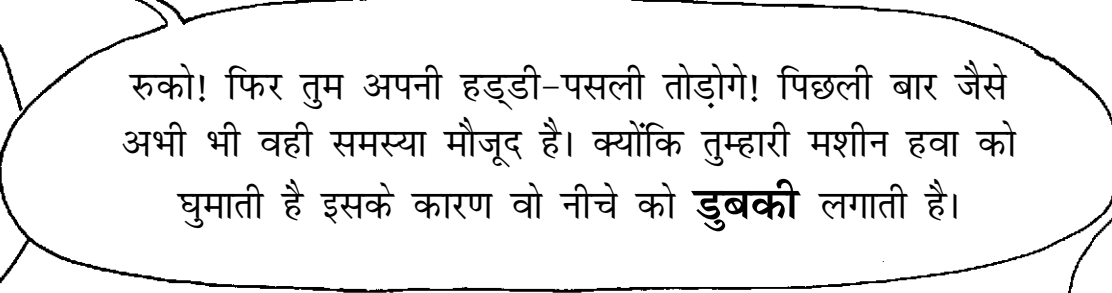 रुको! फिर तुम अपनी हड्डी-पसली तोड़ोगे! पिछली बार जैसे
अभी भी वही समस्या मौजूद है। क्योंकि तुम्हारी मशीन हवा को
घुमाती है इसके कारण वो नीचे को डुबकी लगाती है।